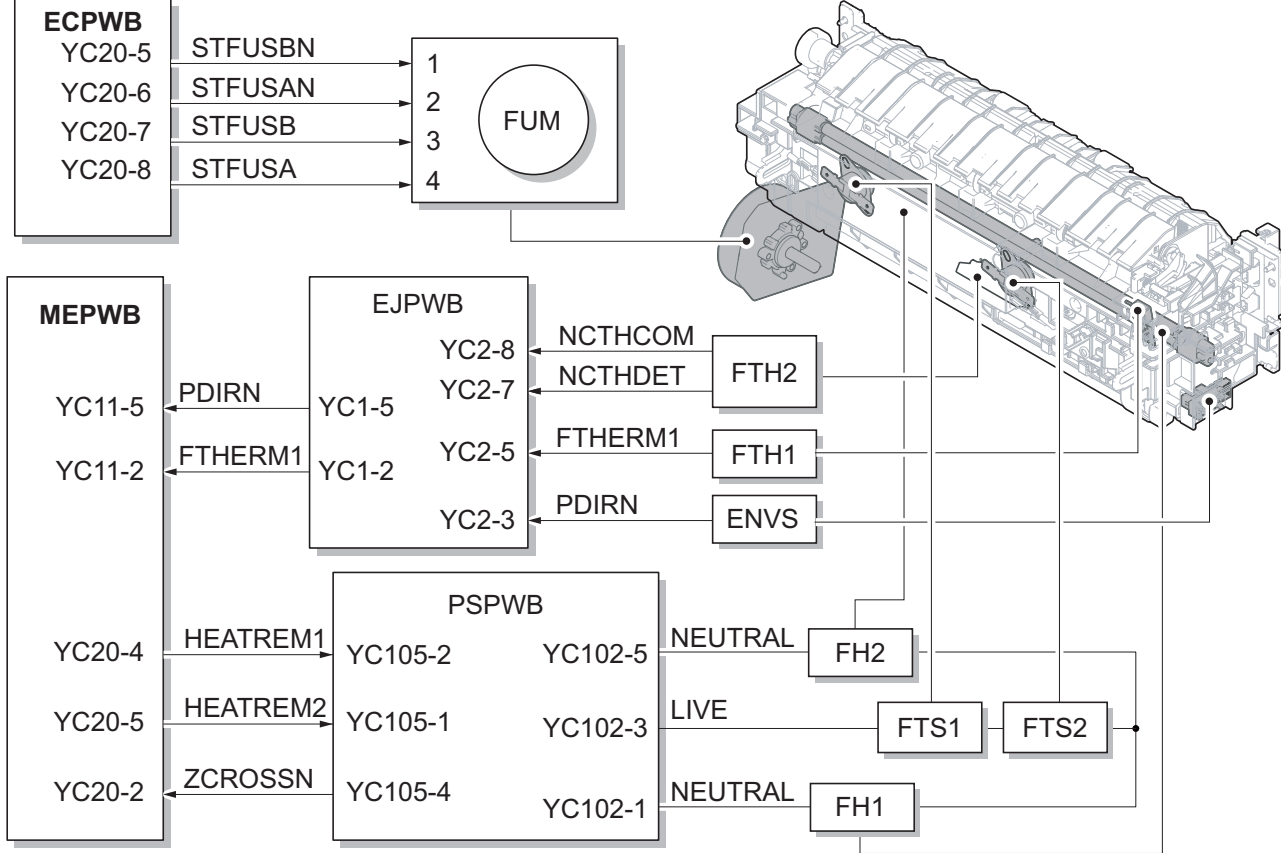 ECPWB
YC20-5 STFUSBN 1
YC20-6 STFUSAN 2
YC20-7 STFUSB 3
YC20-8 STFUSA 4
FUM
MEPWB
EJPWB
YC2-8 NCTHCOM
YC2-7 NCTHDET
FTH2
YC11-5 PDIRN YC1-5
YC11-2 FTHERM1 YC1-2
YC2-5 FTHERM1 FTH1
YC2-3 PDIRN ENVS
PSPWB
YC20-4 HEATREM1 YC105-2
YC102-5 NEUTRAL FH2
YC20-5 HEATREM2 YC105-1
YC102-3 LIVE FTS1 FTS2
YC20-2 ZCROSSN YC105-4
YC102-1 NEUTRAL FH1